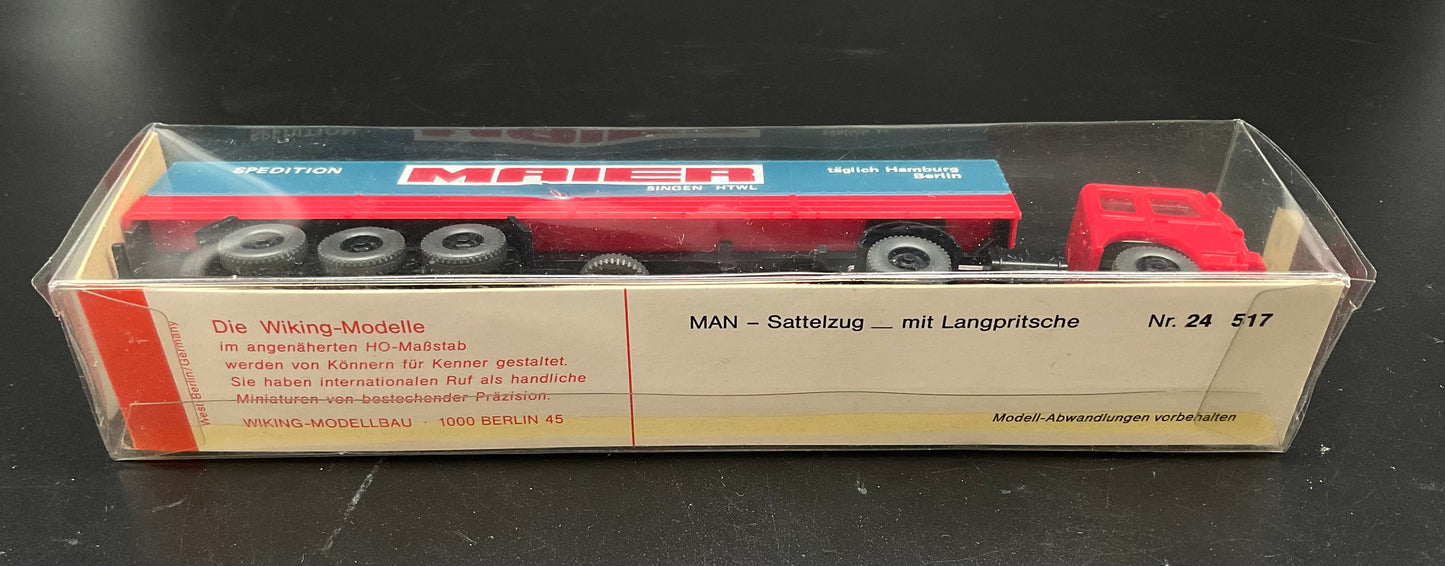 SPEDITION
MAIER
SINGEN HTWL
täglich Hamburg
Berlin
West-Berlin/Germany
Die Wiking-Modelle
im angenäherten HO-Maßstab
werden von Könnern für Kenner gestaltet.
Sie haben internationalen Ruf als handliche
Miniaturen von bestechender Präzision.
WIKING-MODELLBAU · 1000 BERLIN 45
MAN – Sattelzug __ mit Langpritsche Nr. 24 517
Modell-Abwandlungen vorbehalten